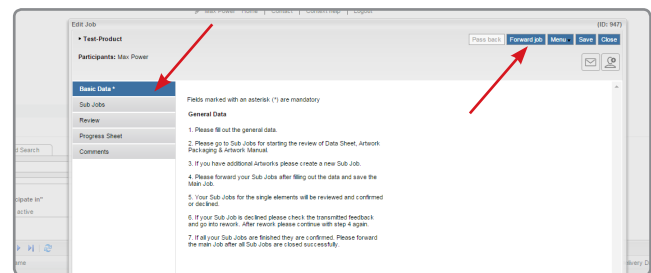 Max Power Home | Contact | Content help | Logout
Edit Job
(ID: 947)
Test-Product
Pass back
Forward job
Menu
Save
Close
Participants: Max Power
Basic Data *
Sub Jobs
Review
Progress Sheet
Comments
Fields marked with an asterisk (*) are mandatory
General Data
1. Please fill out the general data.
2. Please go to Sub Jobs for starting the review of Data Sheet, Artwork
Packaging & Artwork Manual.
3. If you have additional Artworks please create a new Sub Job.
4. Please forward your Sub Jobs after filling out the data and save the
Main Job.
5. Your Sub Jobs for the single elements will be reviewed and confirmed
or declined.
6. If your Sub Job is declined please check the transmitted feedback
and go into rework. After rework please continue with step 4 again.
7. If all your Sub Jobs are finished they are confirmed. Please forward
the main Job after all Sub Jobs are closed successfully.
d Search
cipate in"
active
ame
elivery D